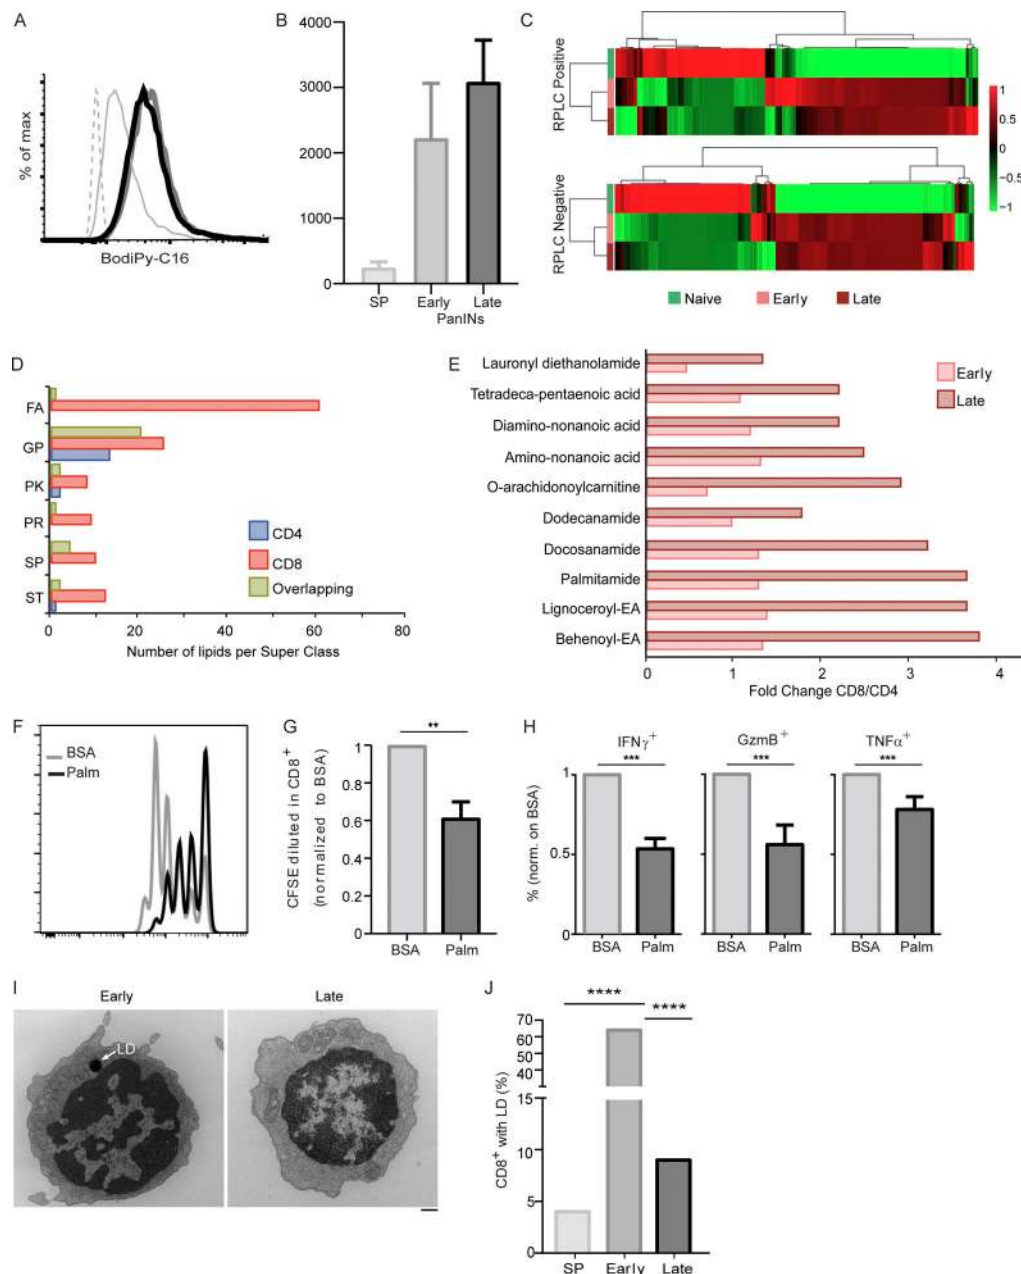 A
% of max
BodiPy-C16
B
4000
3000
2000
1000
0
SP
Early
Late
PanINs
C
RPLC Positive
RPLC Negative
1
0.5
0
−0.5
−1
Naive
Early
Late
D
FA
GP
PK
PR
SP
ST
CD4
CD8
Overlapping
0
20
40
60
80
Number of lipids per Super Class
E
Lauronyl diethanolamide
Tetradeca-pentaenoic acid
Diamino-nonanoic acid
Amino-nonanoic acid
O-arachidonoylcarnitine
Dodecanamide
Docosanamide
Palmitamide
Lignoceroyl-EA
Behenoyl-EA
Early
Late
0
1
2
3
4
Fold Change CD8/CD4
F
BSA
Palm
G
**
CFSE diluted in CD8+
(normalized to BSA)
1
0.8
0.6
0.4
0.2
0
BSA
Palm
H
IFNγ+
GzmB+
TNFα+
***
***
***
% (norm. on BSA)
1
0.5
0
BSA
Palm
BSA
Palm
BSA
Palm
I
Early
Late
LD
J
****
****
CD8+ with LD (%)
70
60
50
40
15
10
5
0
SP
Early
Late